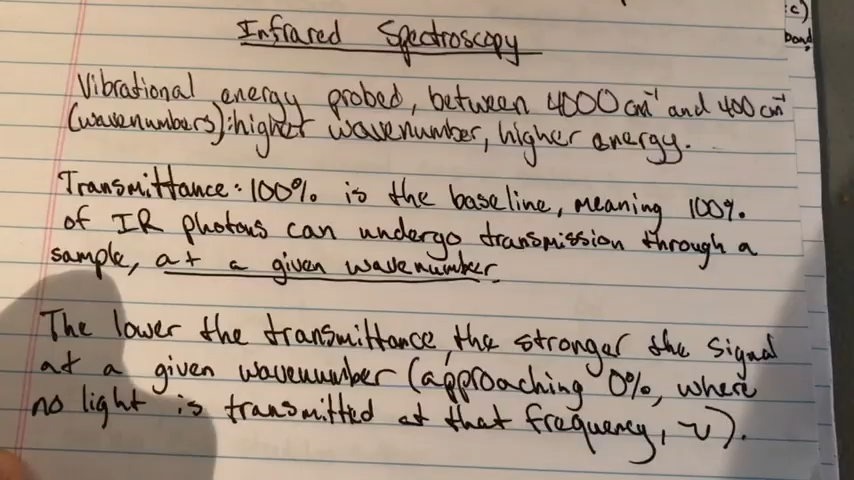 c)
bond
Infrared Spectroscopy
Vibrational energy probed, between 4000 cm⁻¹ and 400 cm⁻¹
(wavenumbers): higher wavenumber, higher energy.
Transmittance: 100% is the baseline, meaning 100%
of IR photons can undergo transmission through a
sample, at a given wavenumber.
The lower the transmittance, the stronger the signal
at a given wavenumber (approaching 0%, where
no light is transmitted at that frequency, ν).